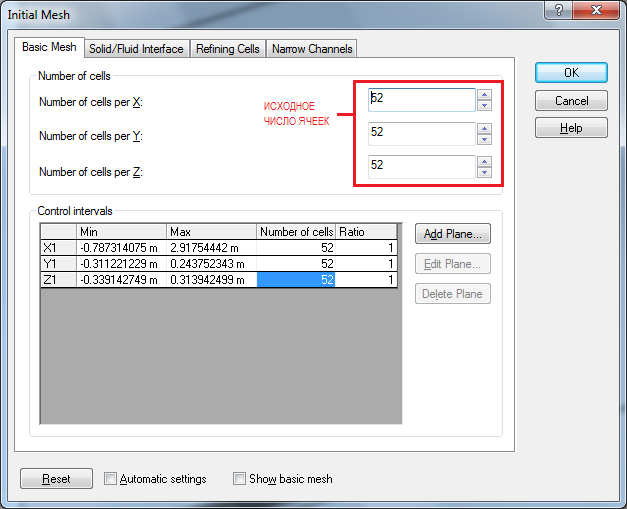 Initial Mesh
?
Basic Mesh Solid/Fluid Interface Refining Cells Narrow Channels
Number of cells
Number of cells per X: 52
ИСХОДНОЕ
ЧИСЛО ЯЧЕЕК
Number of cells per Y: 52
Number of cells per Z: 52
OK
Cancel
Help
Control intervals
Min Max Number of cells Ratio
X1 -0.787314075 m 2.91754442 m 52 1
Y1 -0.311221229 m 0.243752343 m 52 1
Z1 -0.339142749 m 0.313942499 m 52 1
Add Plane...
Edit Plane...
Delete Plane
Reset Automatic settings Show basic mesh